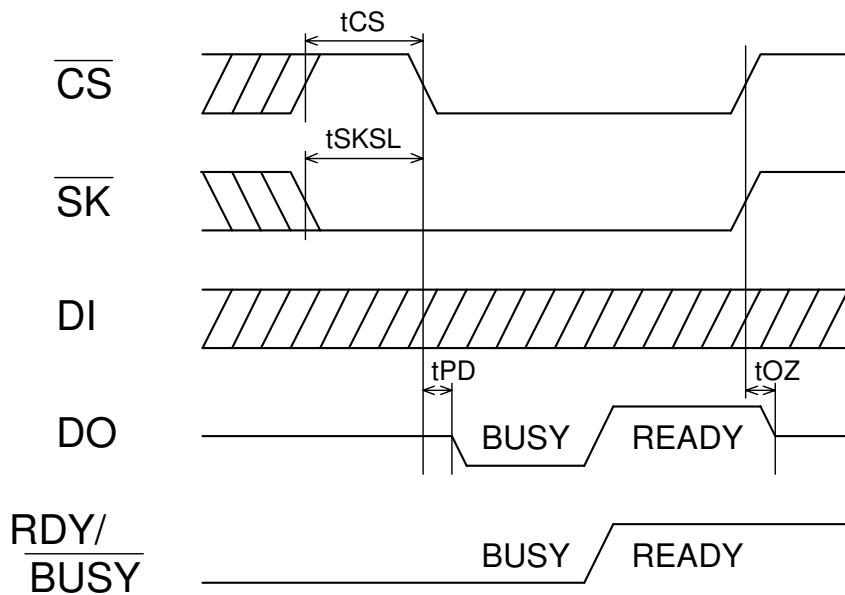 tCS
CS
tSKSL
SK
DI
tPD
tOZ
DO
BUSY
READY
RDY/
BUSY
BUSY
READY